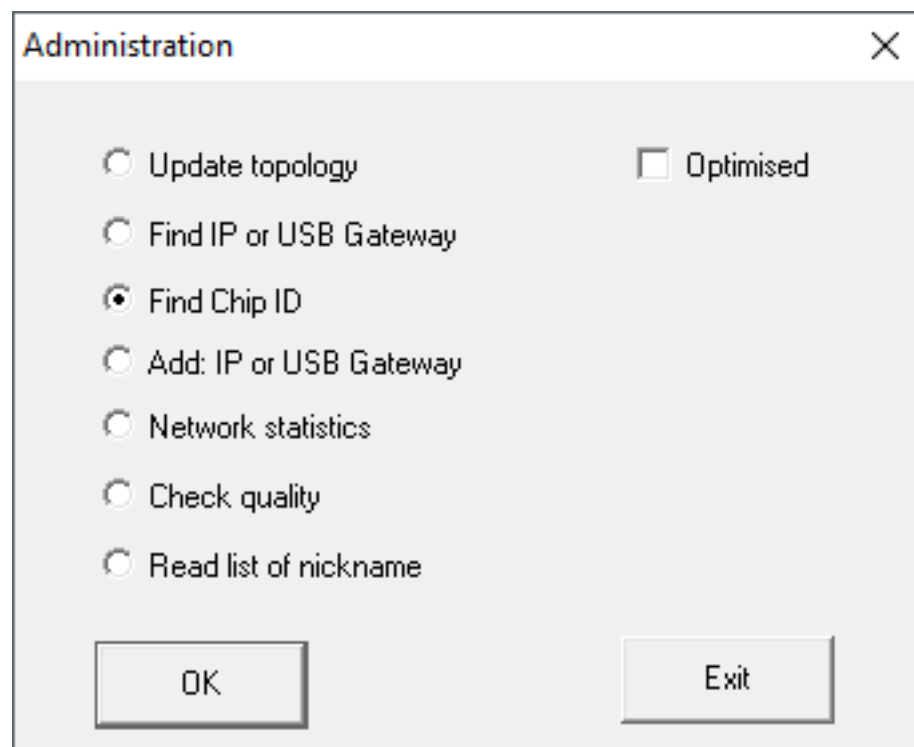 Administration
Update topology
Optimised
Find IP or USB Gateway
Find Chip ID
Add: IP or USB Gateway
Network statistics
Check quality
Read list of nickname
OK
Exit